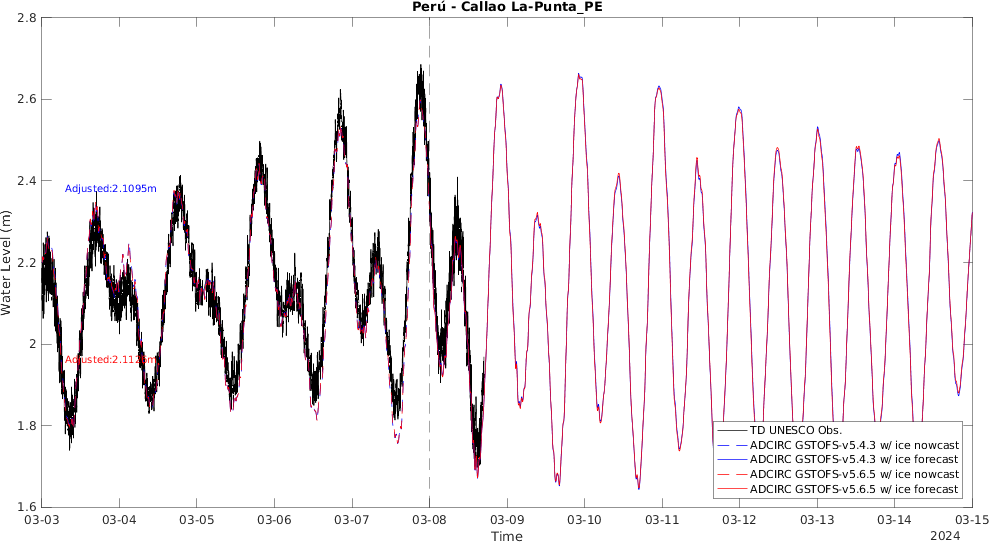 Perú - Callao La-Punta_PE
2.8
2.6
2.4
2.2
2
1.8
1.6
Water Level (m)
Adjusted:2.1095m
TD UNESCO Obs.
ADCIRC GSTOFS-v5.4.3 w/ ice nowcast
ADCIRC GSTOFS-v5.4.3 w/ ice forecast
ADCIRC GSTOFS-v5.6.5 w/ ice nowcast
ADCIRC GSTOFS-v5.6.5 w/ ice forecast
03-03 03-04 03-05 03-06 03-07 03-08 03-09 03-10 03-11 03-12 03-13 03-14 03-15
Time
2024